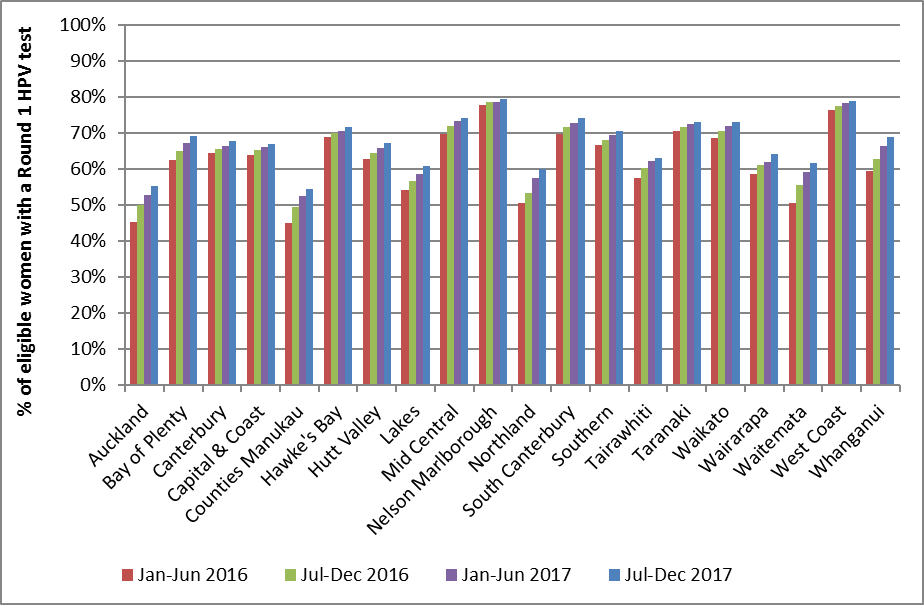 % of eligible women with a Round 1 HPV test
100%
90%
80%
70%
60%
50%
40%
30%
20%
10%
0%
Auckland
Bay of Plenty
Canterbury
Capital & Coast
Counties Manukau
Hawke's Bay
Hutt Valley
Lakes
Mid Central
Nelson Marlborough
Northland
South Canterbury
Southern
Tairawhiti
Taranaki
Waikato
Wairarapa
Waitemata
West Coast
Whanganui
Jan-Jun 2016 Jul-Dec 2016 Jan-Jun 2017 Jul-Dec 2017